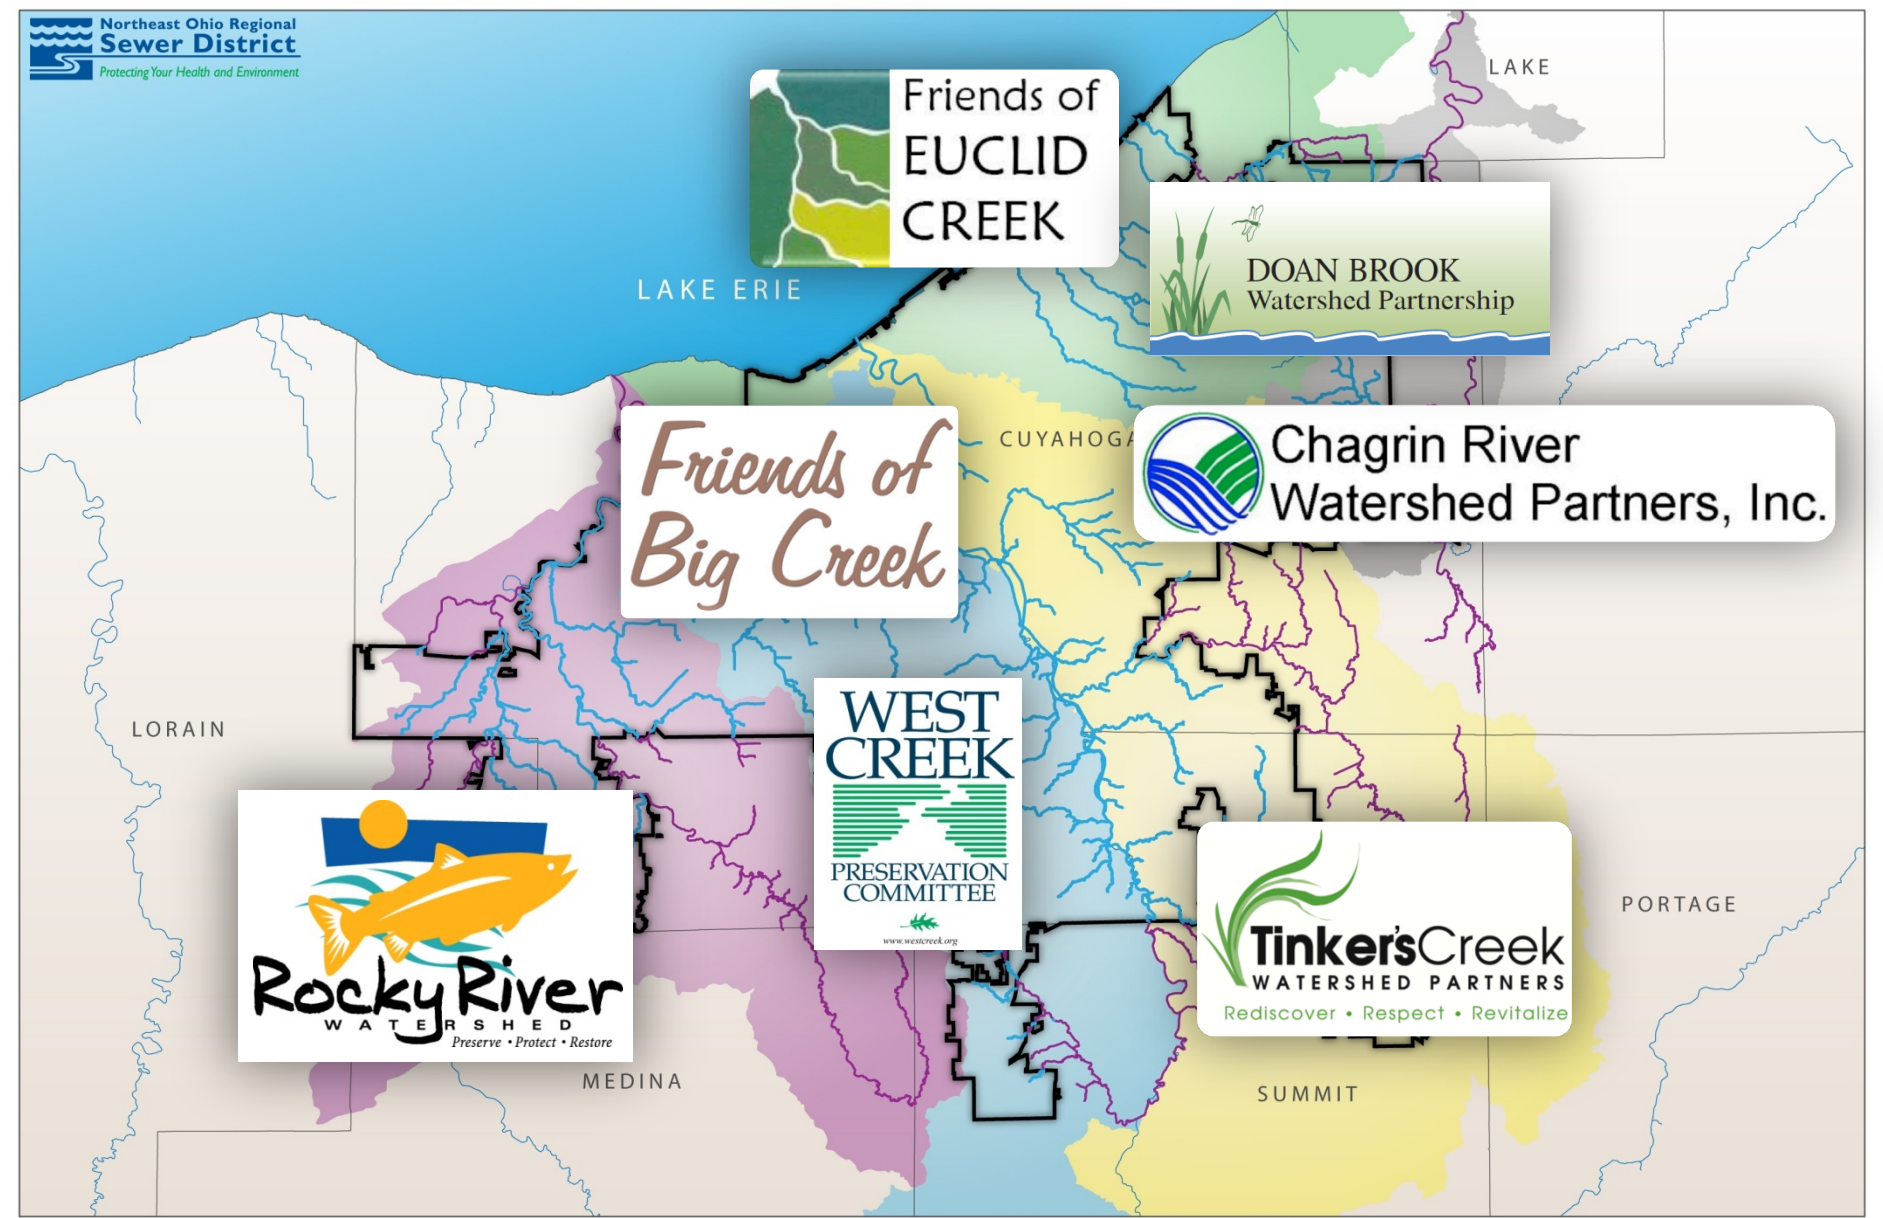 Northeast Ohio Regional
Sewer District
Protecting Your Health and Environment
LAKE
Friends of
EUCLID
CREEK
DOAN BROOK
Watershed Partnership
LAKE ERIE
CUYAHOGA
Chagrin River
Watershed Partners, Inc.
Friends of
Big Creek
LORAIN
WEST
CREEK
PRESERVATION
COMMITTEE
www.westcreek.org
Rocky River
WATERSHED
Preserve • Protect • Restore
Tinker'sCreek
WATERSHED PARTNERS
Rediscover • Respect • Revitalize
PORTAGE
MEDINA
SUMMIT